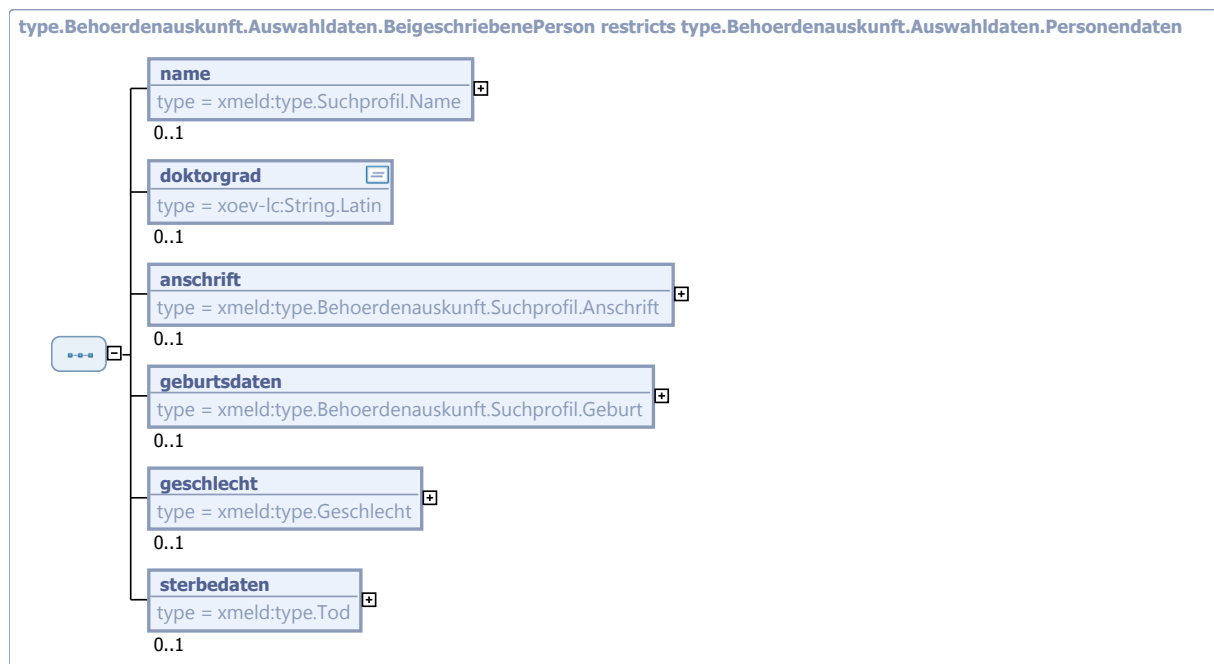 type.Behoerdenauskunft.Auswahldaten.BeigeschriebenePerson restricts type.Behoerdenauskunft.Auswahldaten.Personendaten
name
type = xmeld:type.Suchprofil.Name
0..1
doktorgrad
type = xoev-lc:String.Latin
0..1
anschrift
type = xmeld:type.Behoerdenauskunft.Suchprofil.Anschrift
0..1
geburtsdaten
type = xmeld:type.Behoerdenauskunft.Suchprofil.Geburt
0..1
geschlecht
type = xmeld:type.Geschlecht
0..1
sterbedaten
type = xmeld:type.Tod
0..1